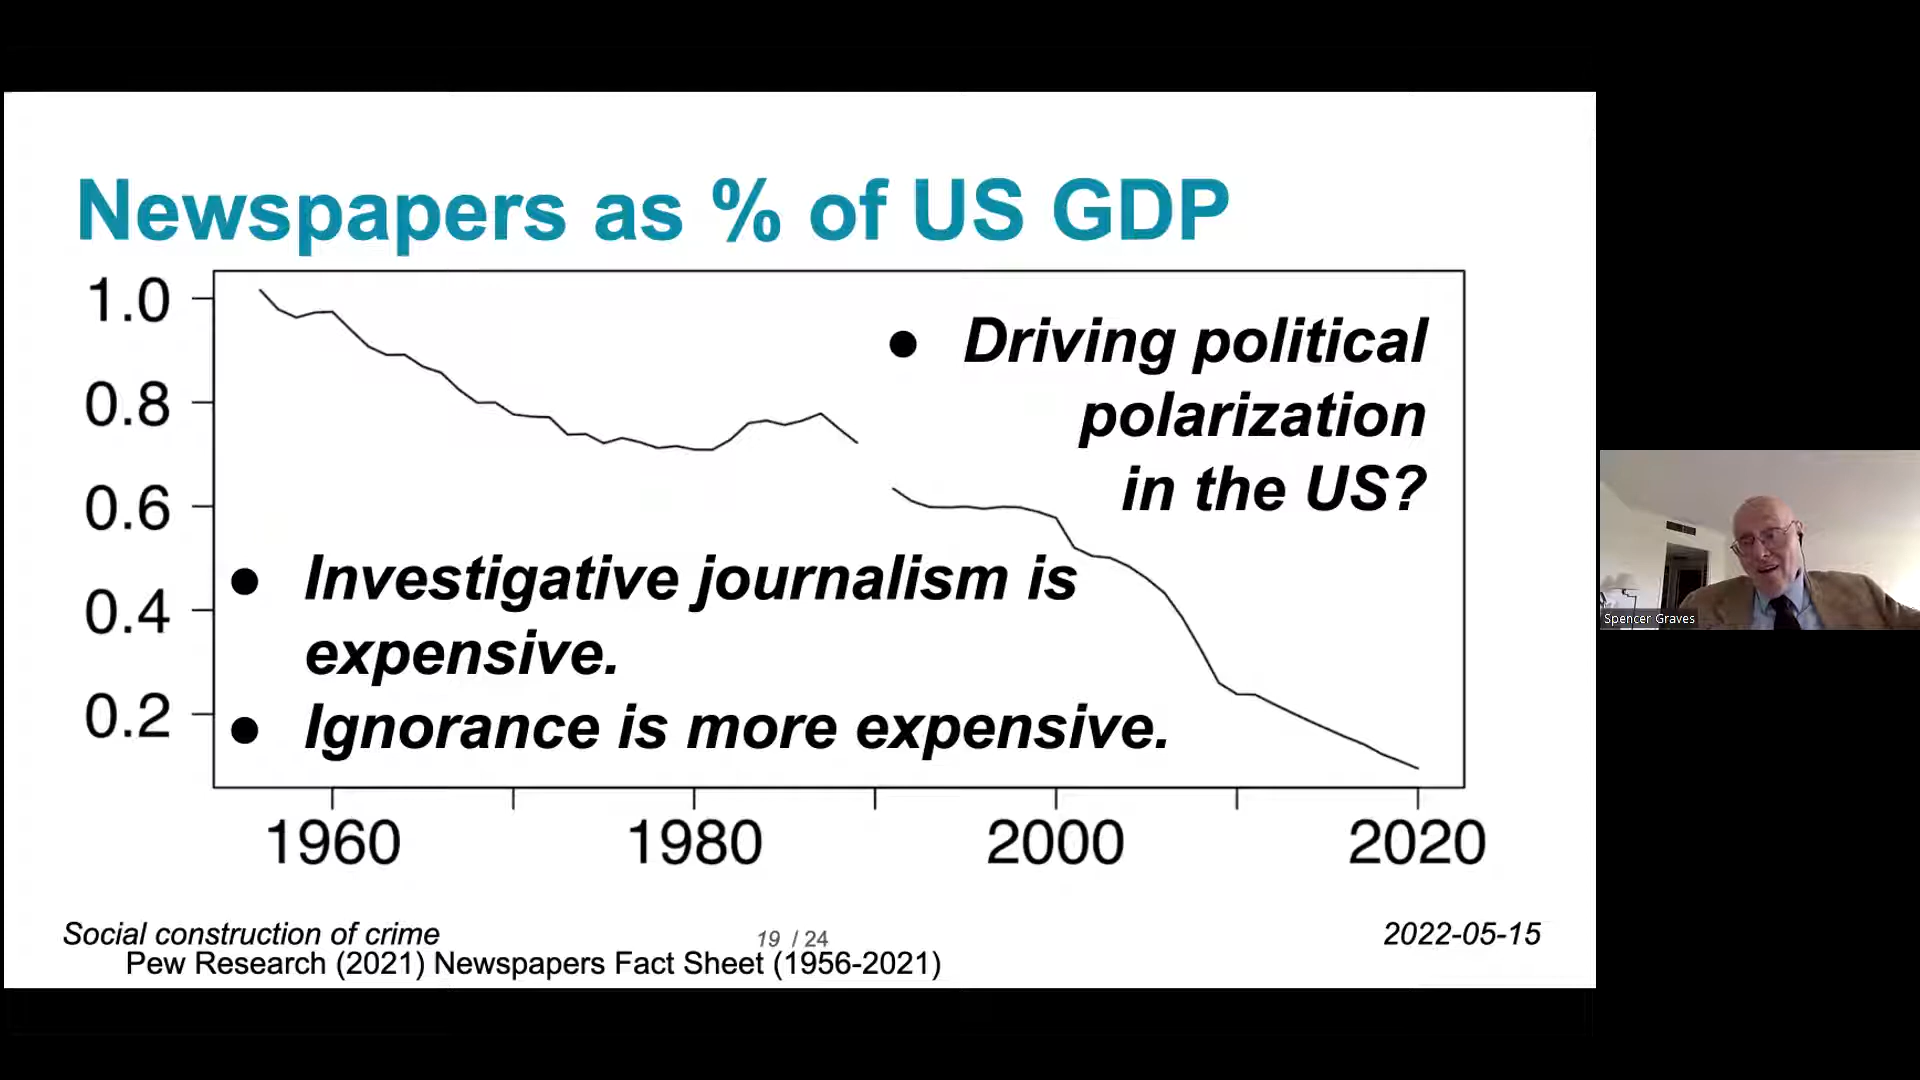 Newspapers as % of US GDP
1.0
0.8
0.6
0.4
0.2
● Driving political
polarization
in the US?
● Investigative journalism is
expensive.
● Ignorance is more expensive.
1960 1980 2000 2020
Social construction of crime 19 / 24 2022-05-15
Pew Research (2021) Newspapers Fact Sheet (1956-2021)
Spencer Graves